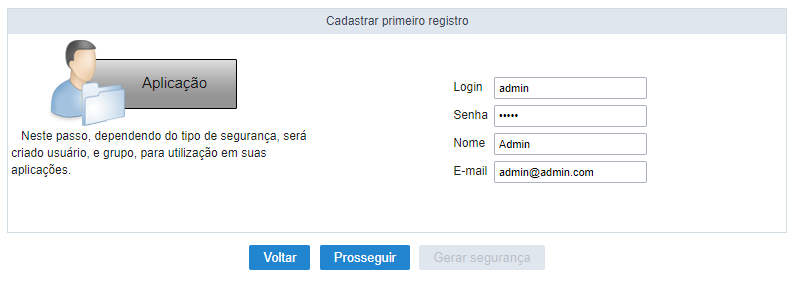 Cadastrar primeiro registro
Aplicação
Neste passo, dependendo do tipo de segurança, será
criado usuário, e grupo, para utilização em suas
aplicações.
Login admin
Senha •••••
Nome Admin
E-mail admin@admin.com
Voltar Prosseguir Gerar segurança